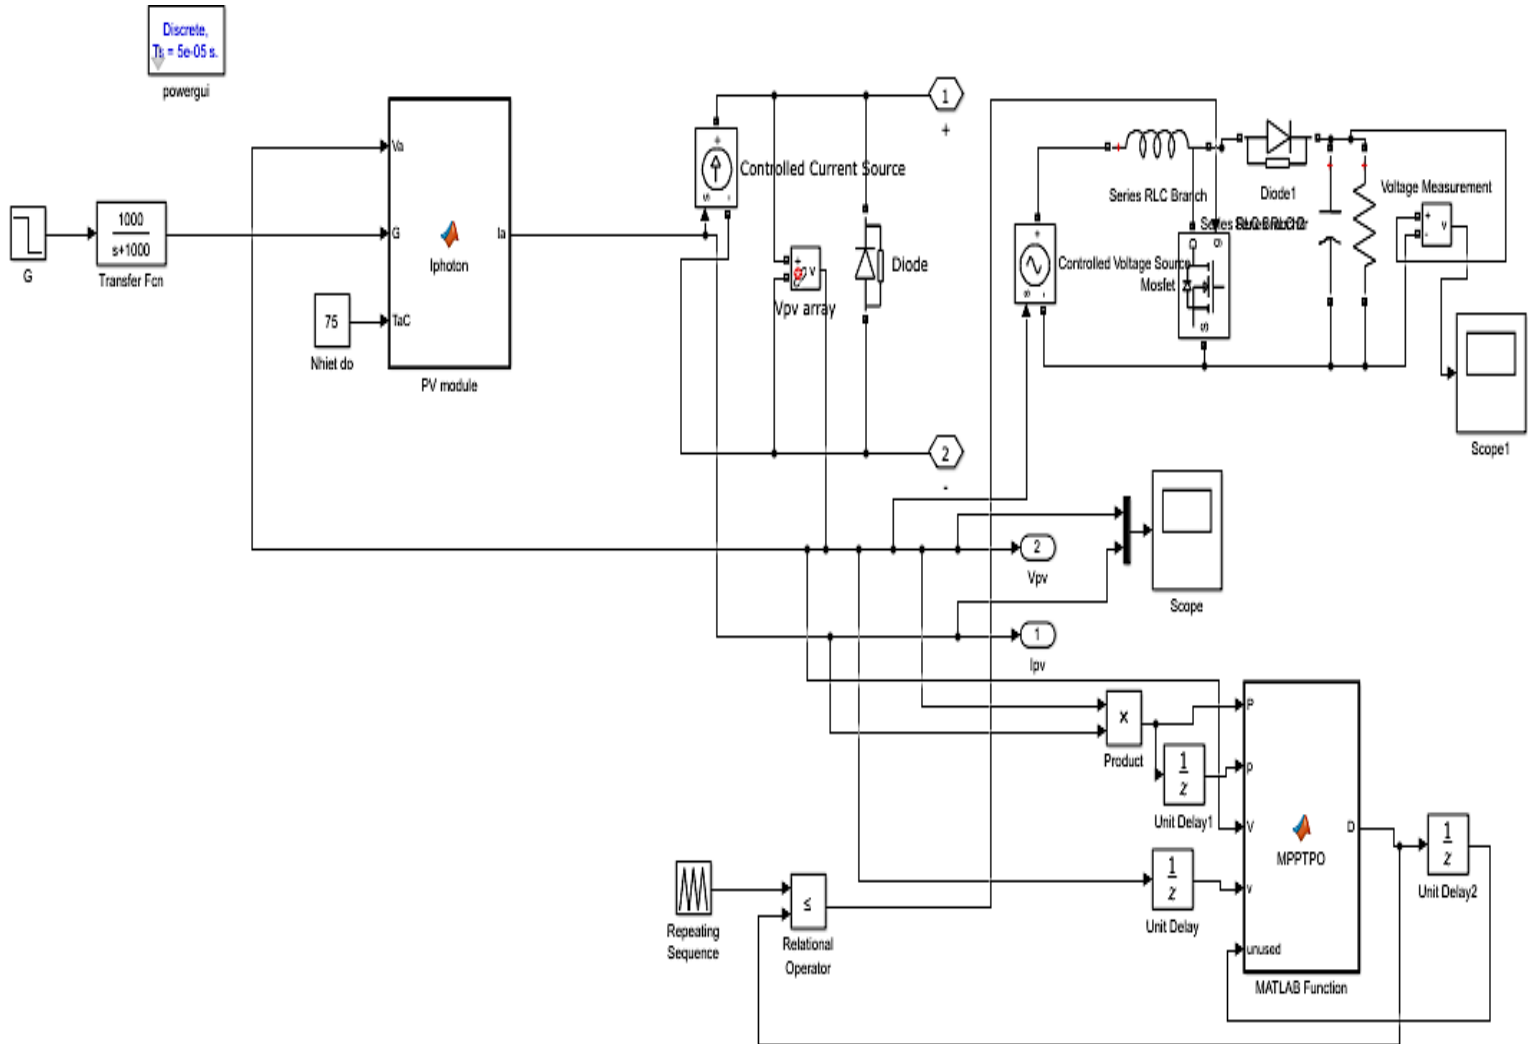 Discrete,
Ts = 5e-05 s.
powergui
G
1000
s+1000
Transfer Fcn
75
Nhiet do
Va
G
TaC
Ia
Iphoton
PV module
+
s
-
Controlled Current Source
+
v
Vpv array
Diode
1
+
2
-
+
s
-
Controlled Voltage Source
Series RLC Branch
Diode1
Mosfet
g
S
Voltage Measurement
+
-
v
Scope1
Scope
2
Vpv
1
Ipv
×
Product
1
z
Unit Delay1
1
z
Unit Delay
P
p
V
v
unused
D
MPPTPO
MATLAB Function
1
z
Unit Delay2
Repeating
Sequence
≤
Relational
Operator